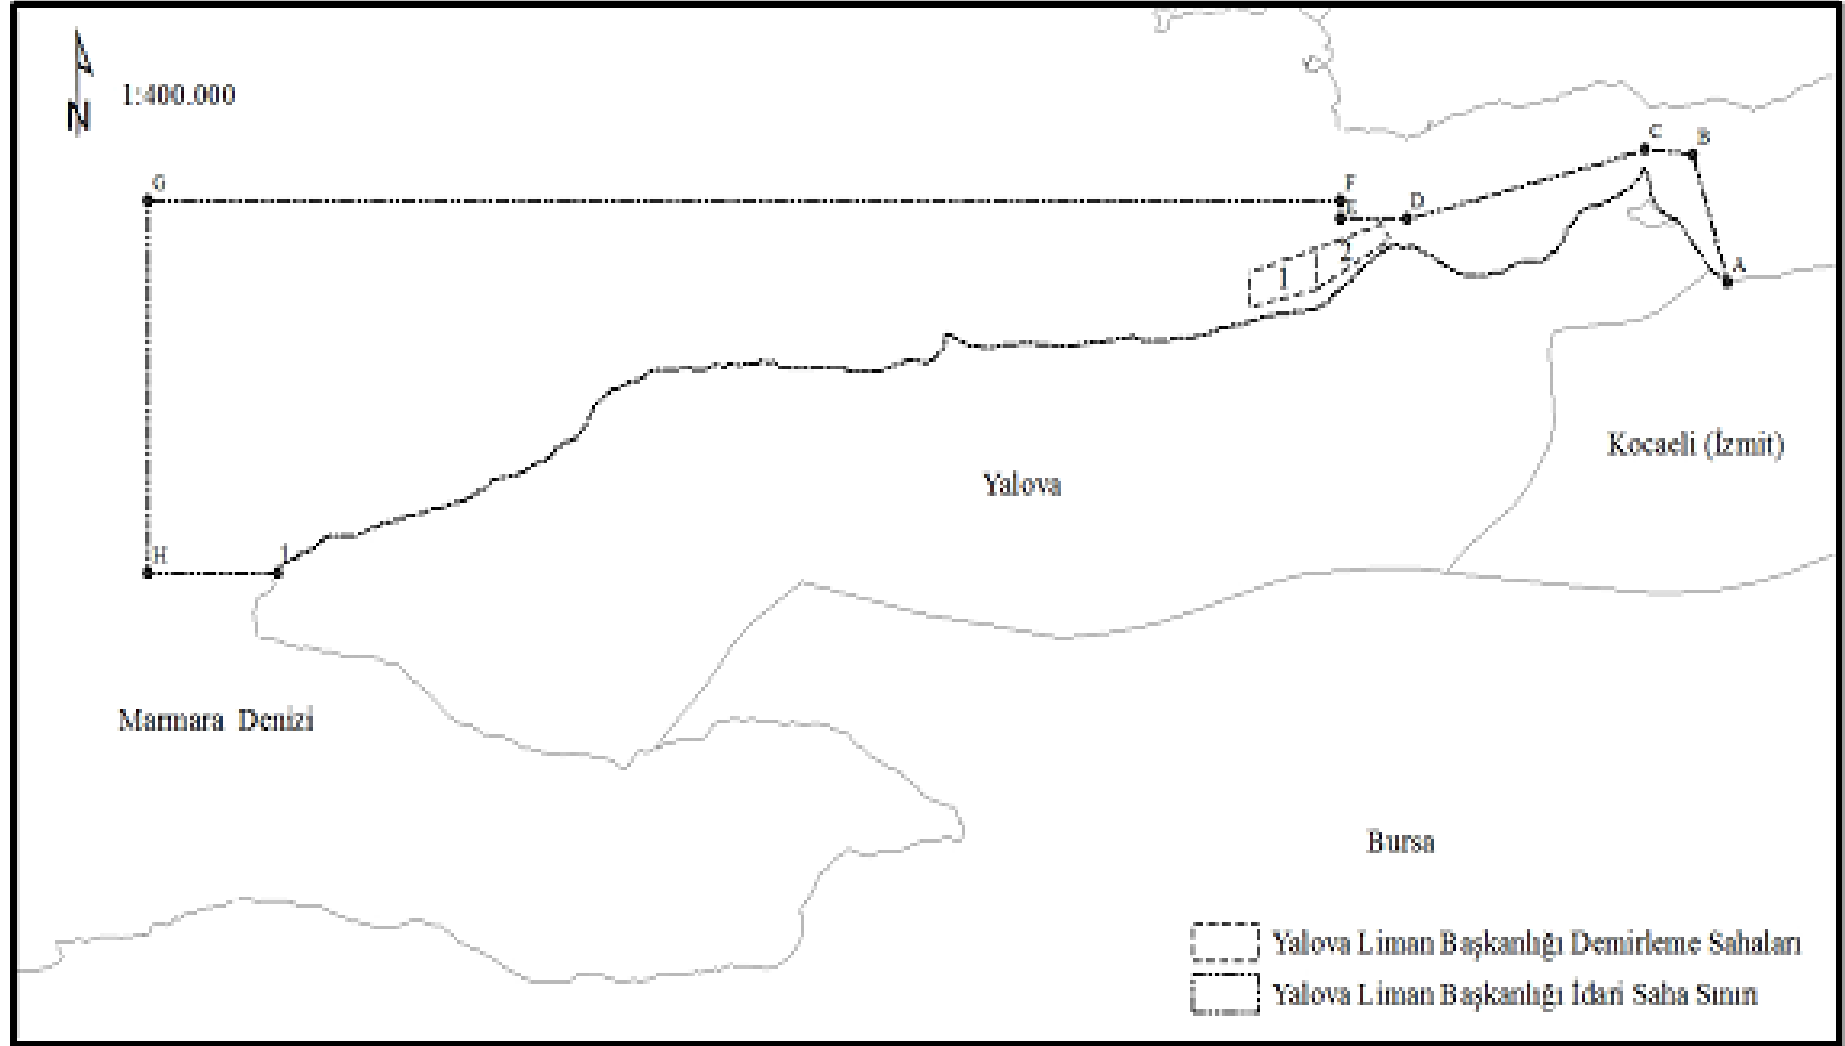 N
1:400.000
C
B
G
F
E
D
A
1
2
Kocaeli (İzmit)
Yalova
H
I
Marmara Denizi
Bursa
Yalova Liman Başkanlığı Demirleme Sahaları
Yalova Liman Başkanlığı İdari Saha Sınırı